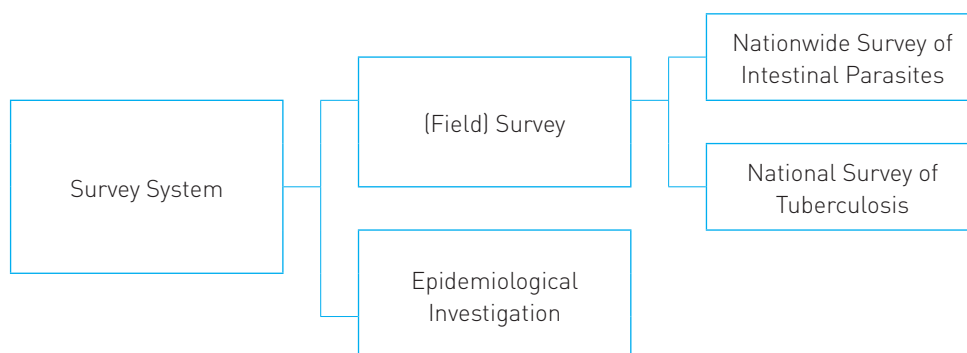 Survey System
(Field) Survey
Epidemiological
Investigation
Nationwide Survey of
Intestinal Parasites
National Survey of
Tuberculosis